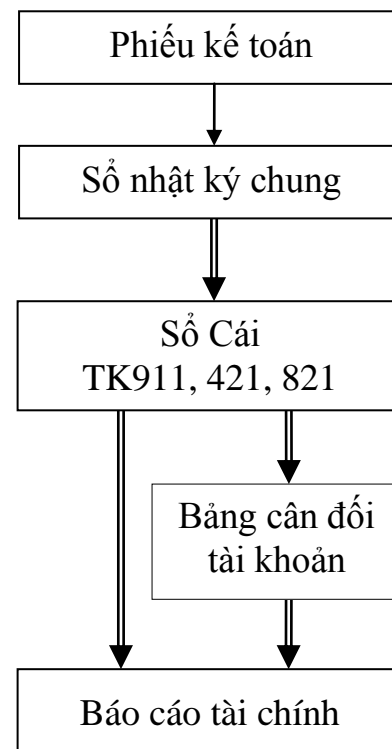 Phiếu kế toán
Sổ nhật ký chung
Sổ Cái
TK911, 421, 821
Bảng cân đối
tài khoản
Báo cáo tài chính